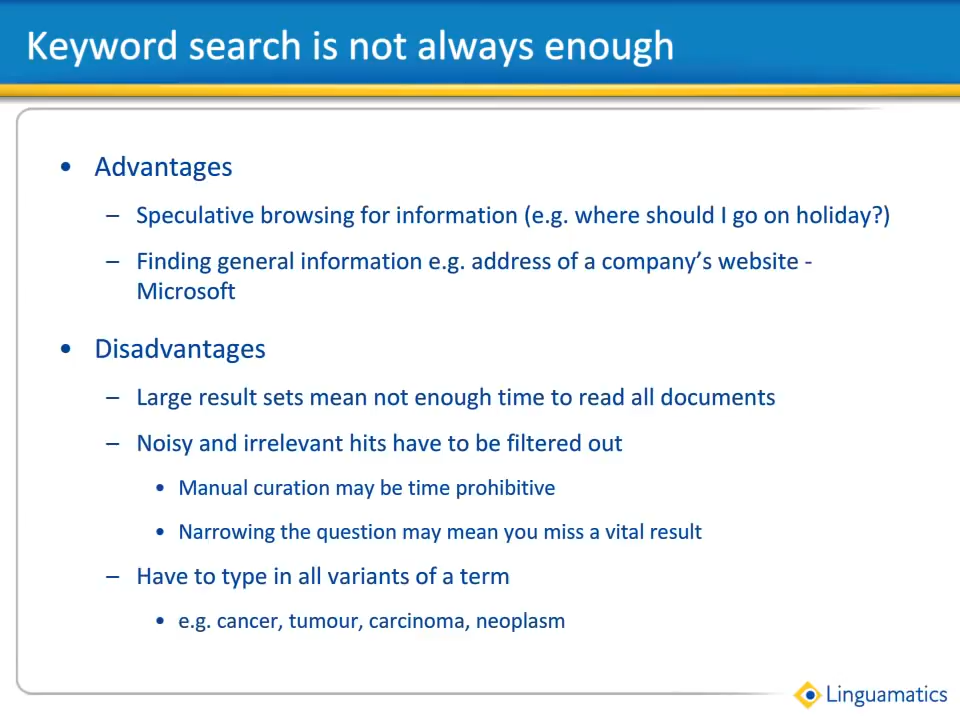 Keyword search is not always enough
• Advantages
– Speculative browsing for information (e.g. where should I go on holiday?)
– Finding general information e.g. address of a company’s website -
Microsoft
• Disadvantages
– Large result sets mean not enough time to read all documents
– Noisy and irrelevant hits have to be filtered out
• Manual curation may be time prohibitive
• Narrowing the question may mean you miss a vital result
– Have to type in all variants of a term
• e.g. cancer, tumour, carcinoma, neoplasm
Linguamatics